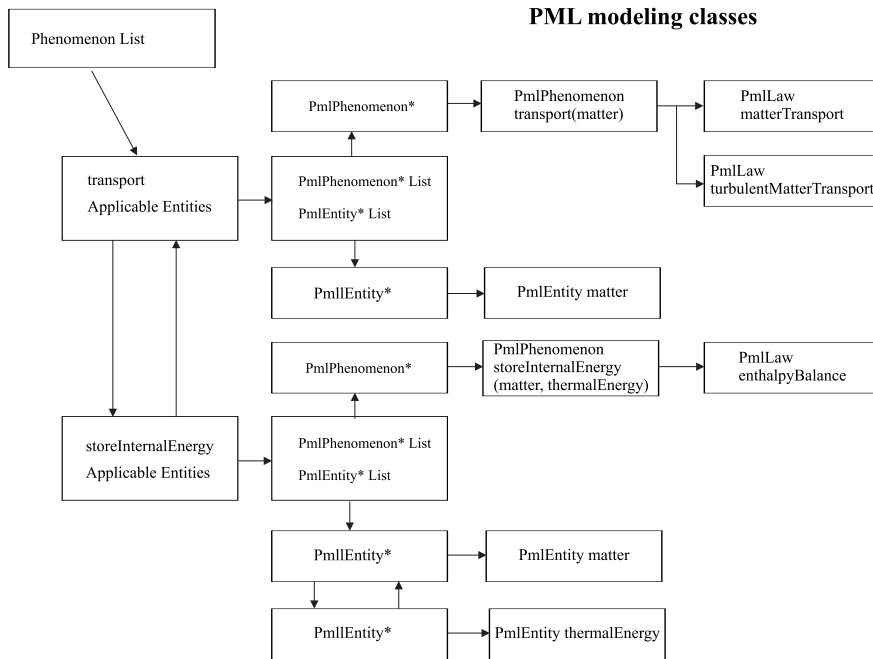 PML modeling classes
Phenomenon List
PmlPhenomenon*
PmlPhenomenon
transport(matter)
PmlLaw
matterTransport
PmlLaw
turbulentMatterTransport
transport
Applicable Entities
PmlPhenomenon* List
PmlEntity* List
PmllEntity*
PmlEntity matter
PmlPhenomenon*
PmlPhenomenon
storeInternalEnergy
(matter, thermalEnergy)
PmlLaw
enthalpyBalance
storeInternalEnergy
Applicable Entities
PmlPhenomenon* List
PmlEntity* List
PmllEntity*
PmlEntity matter
PmllEntity*
PmlEntity thermalEnergy